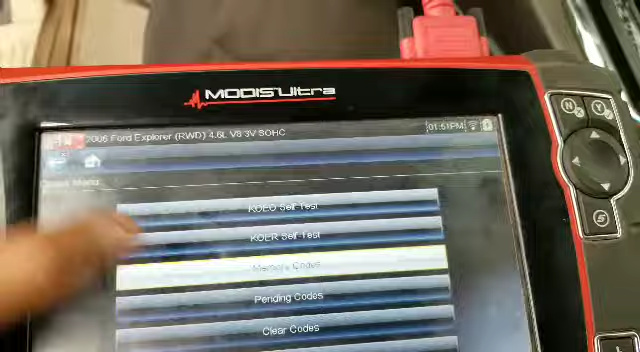 MODIS Ultra
2006 Ford Explorer (RWD) 4.6L V8 3V SOHC
01:51PM
Menu
KOEO Self-Test
KOER Self-Test
Memory Codes
Pending Codes
Clear Codes
N
Y
S